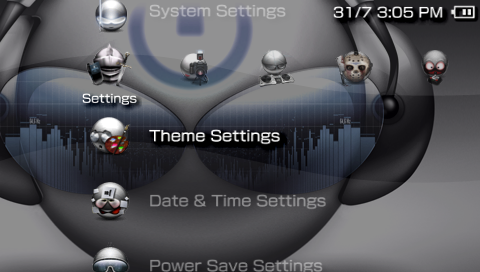 System Settings
31/7 3:05 PM
Settings
Theme Settings
Date & Time Settings
Power Save Settings